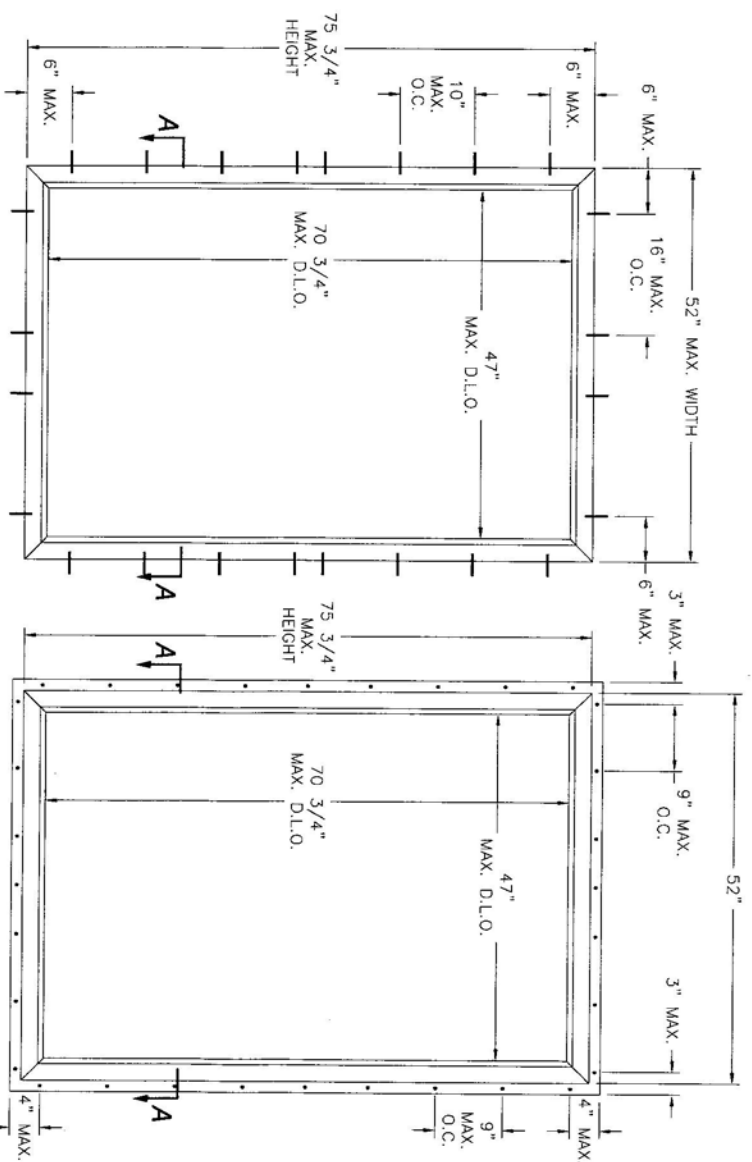 6" MAX.
52" MAX. WIDTH
16" MAX.
O.C.
6" MAX.
6" MAX.
10"
MAX.
O.C.
75 3/4"
MAX.
HEIGHT
6" MAX.
47"
MAX. D.L.O.
70 3/4"
MAX. D.L.O.
A
A
3" MAX.
52"
9" MAX.
O.C.
3" MAX.
75 3/4"
MAX.
HEIGHT
47"
MAX. D.L.O.
70 3/4"
MAX. D.L.O.
4" MAX.
9"
MAX.
O.C.
4" MAX.
A
A